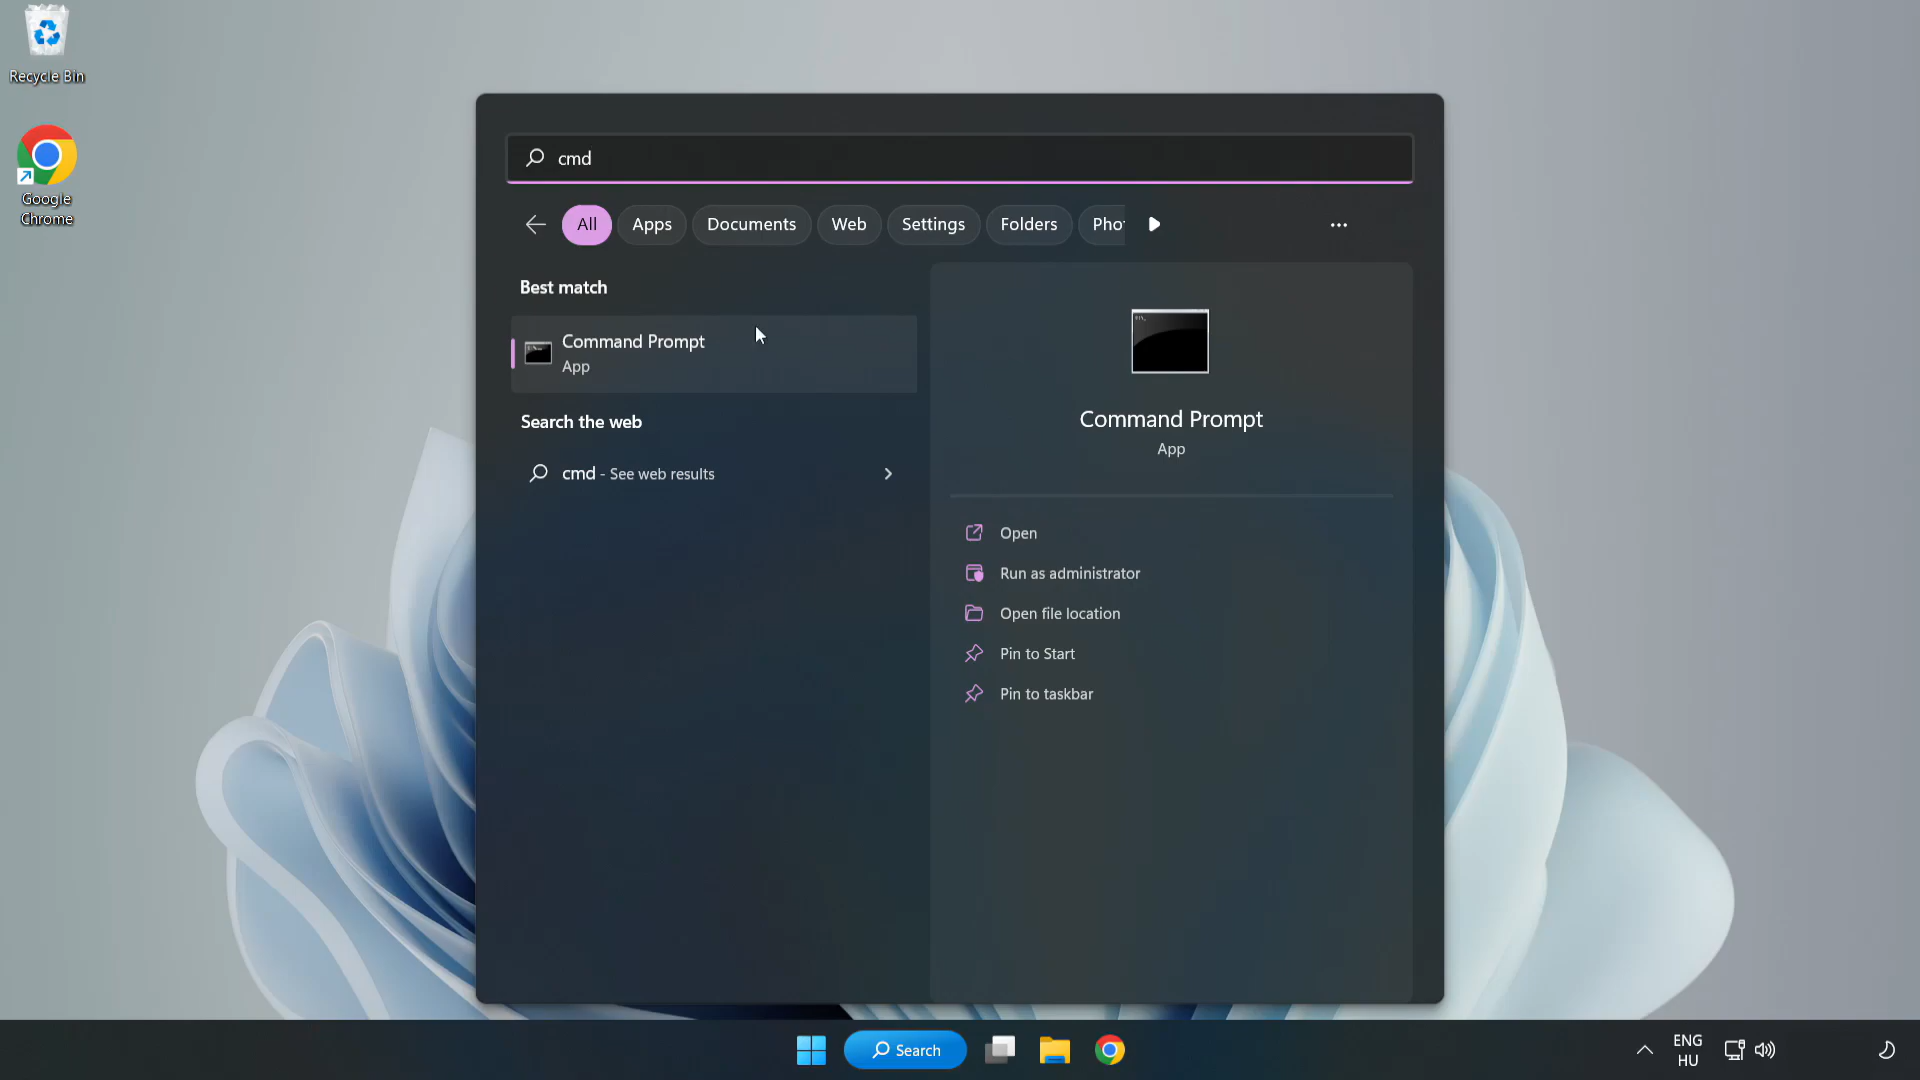 Recycle Bin
Google
Chrome
cmd
All
Apps
Documents
Web
Settings
Folders
Pho
Best match
Command Prompt
App
Search the web
cmd - See web results
Command Prompt
App
Open
Run as administrator
Open file location
Pin to Start
Pin to taskbar
Search
ENG
HU